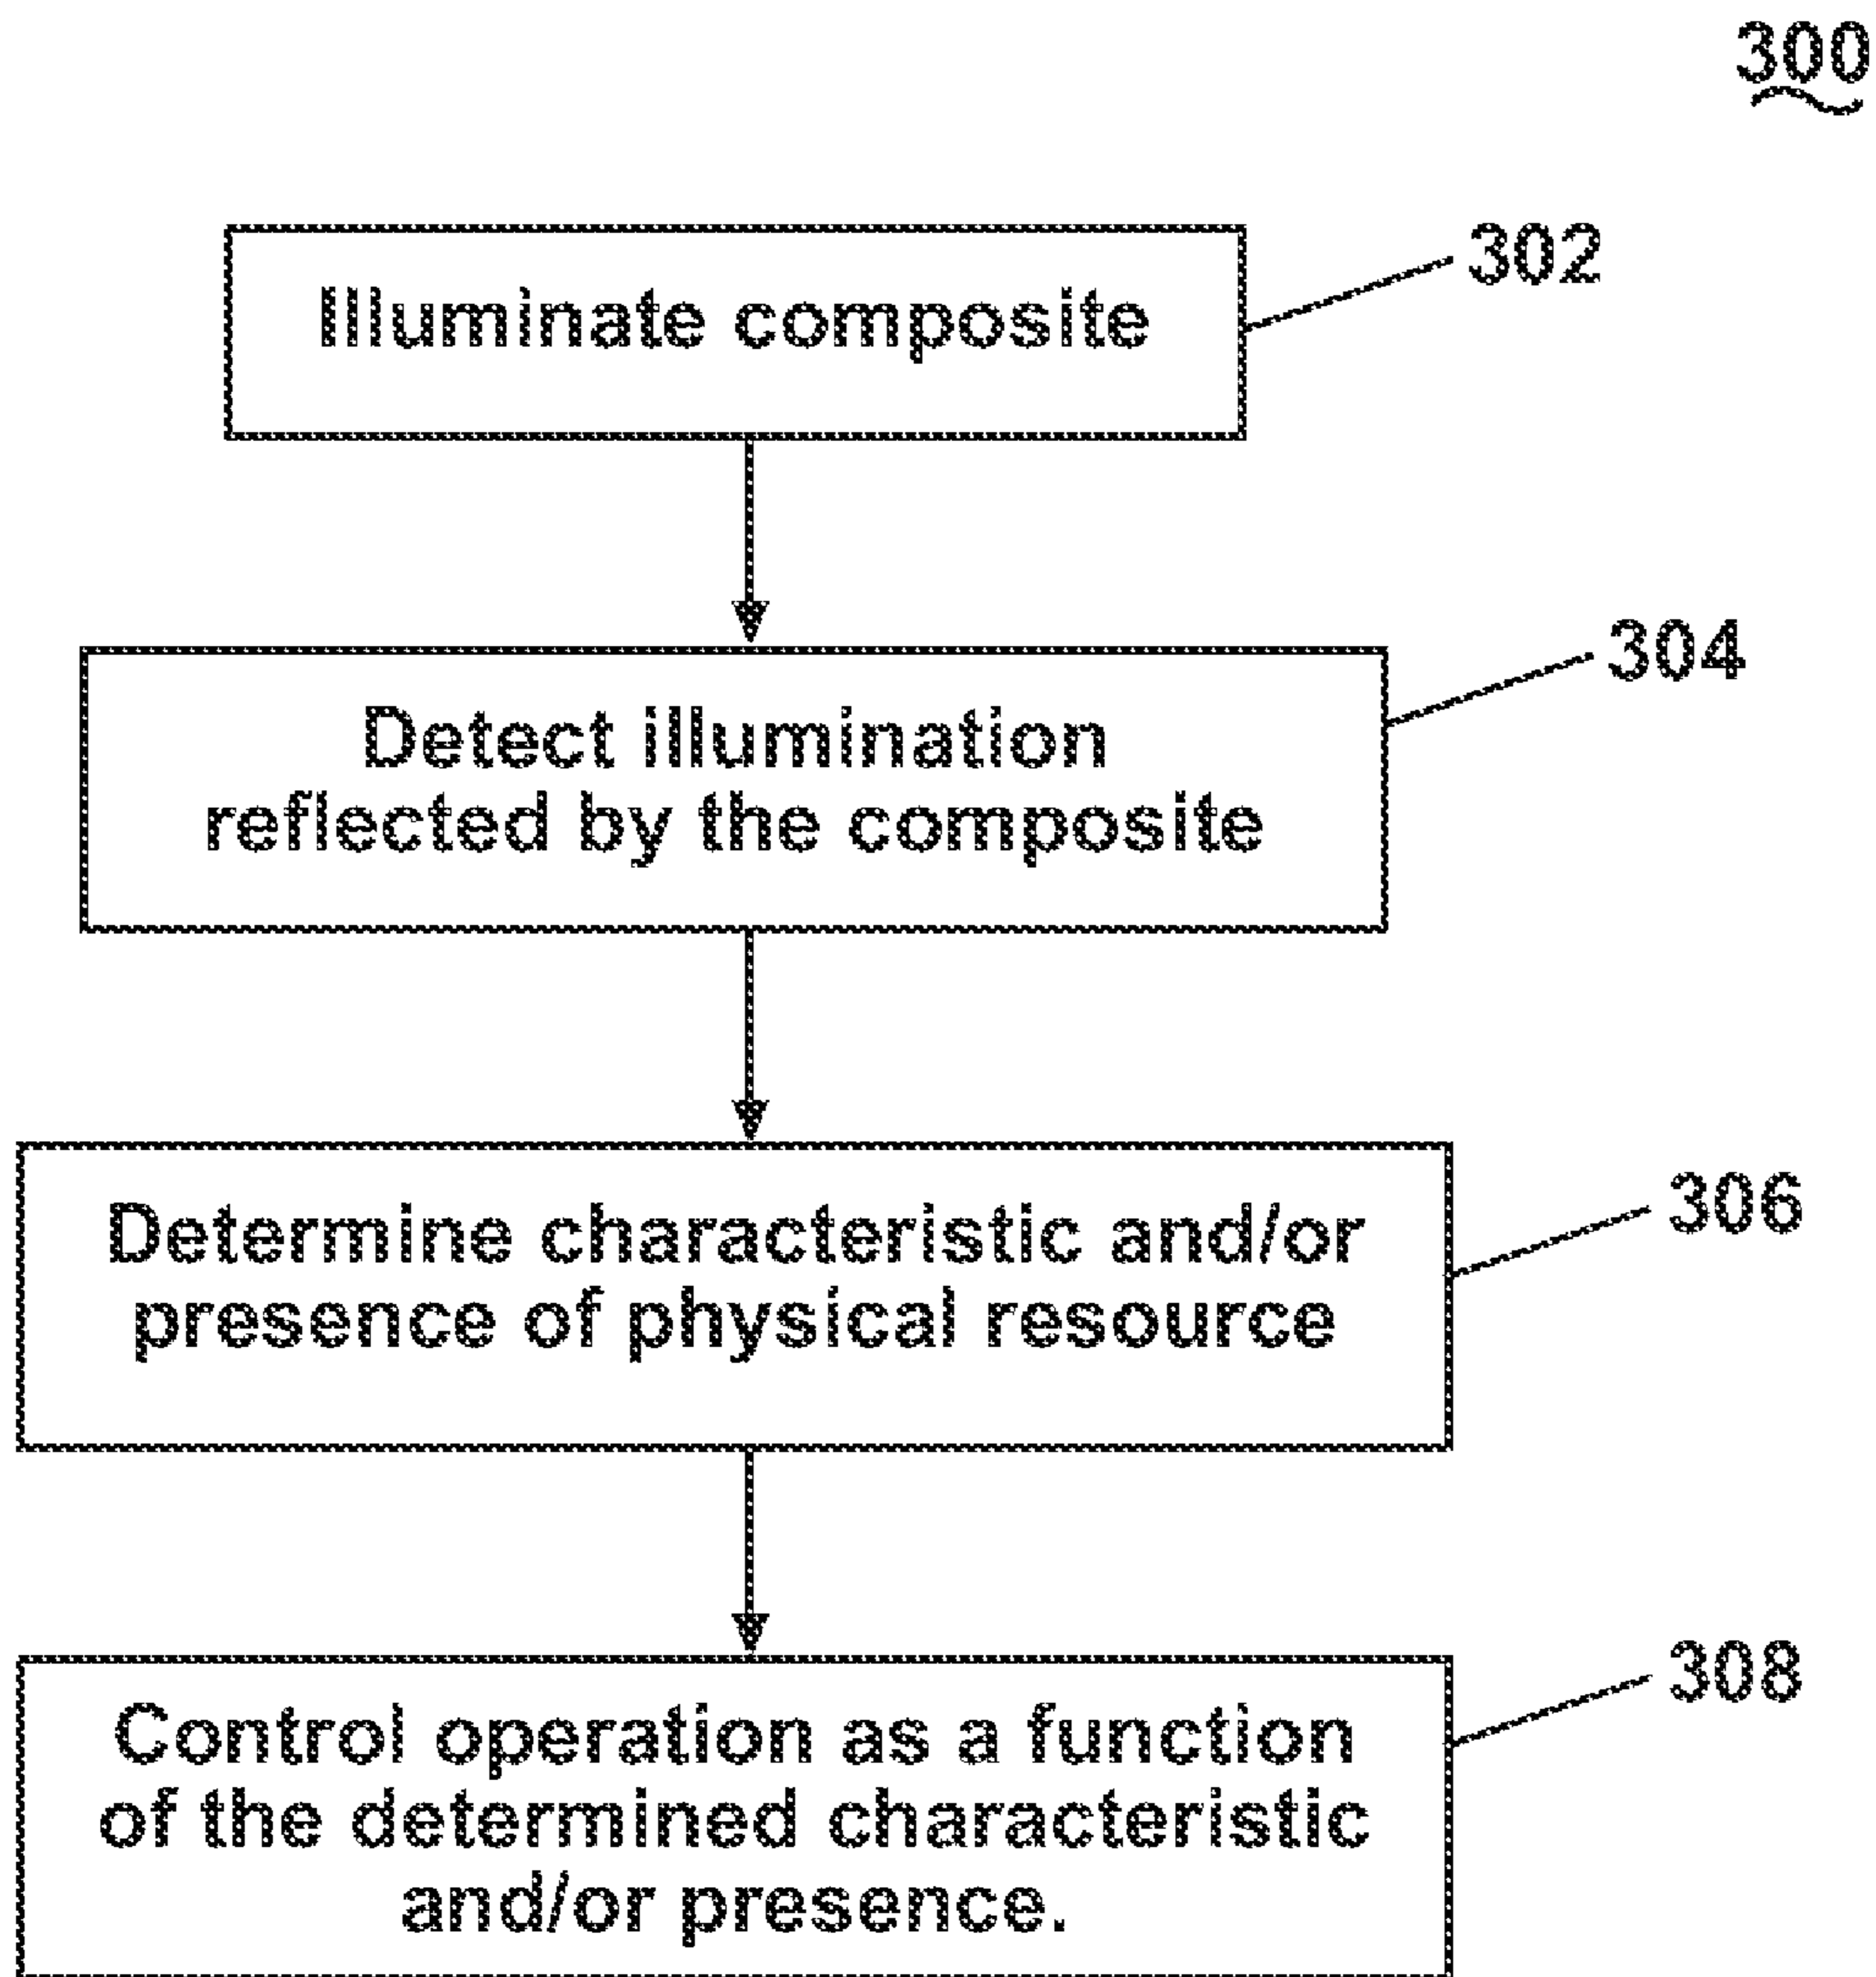 300
Illuminate composite
302
Detect illumination
reflected by the composite
304
Determine characteristic and/or
presence of physical resource
306
Control operation as a function
of the determined characteristic
and/or presence.
308